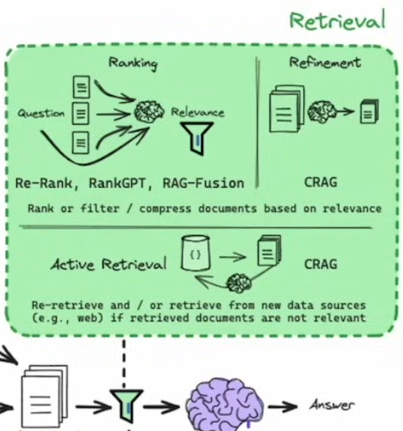 Retrieval
Ranking
Refinement
Question
Relevance
Re-Rank, RankGPT, RAG-Fusion
CRAG
Rank or filter / compress documents based on relevance
{}
Active Retrieval
CRAG
Re-retrieve and / or retrieve from new data sources
(e.g., web) if retrieved documents are not relevant
Answer